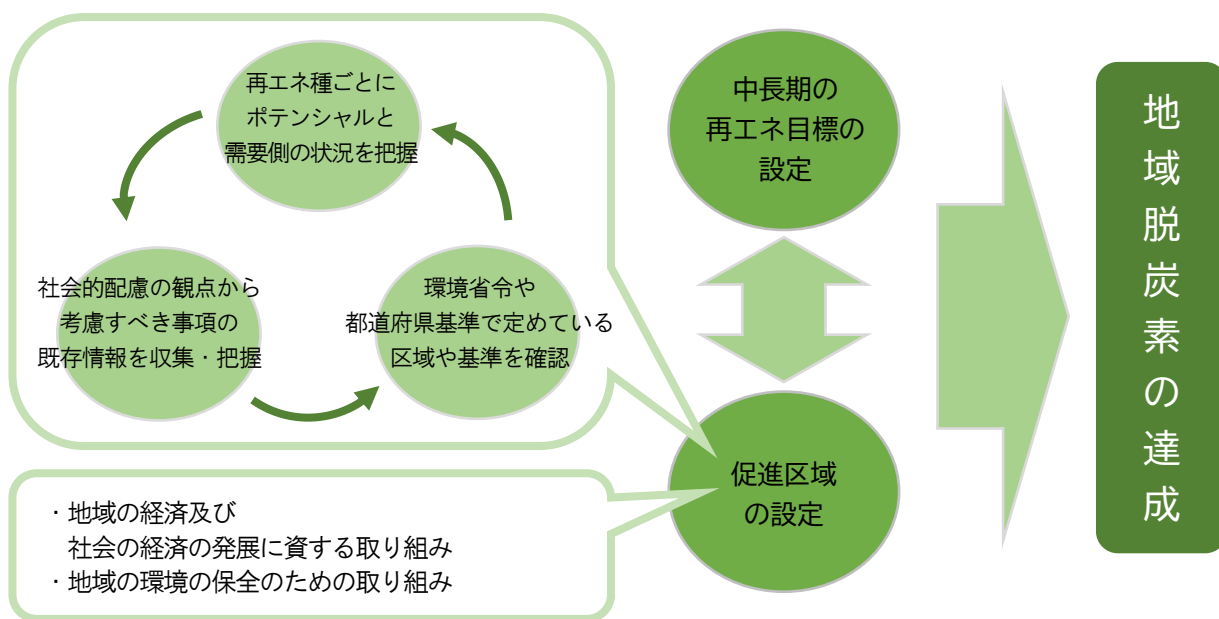 再エネ種ごとに
ポテンシャルと
需要側の状況を把握
社会的配慮の観点から
考慮すべき事項の
既存情報を収集・把握
環境省令や
都道府県基準で定めている
区域や基準を確認
・地域の経済及び
社会の経済の発展に資する取り組み
・地域の環境の保全のための取り組み
中長期の
再エネ目標の
設定
促進区域
の設定
地域脱炭素の達成